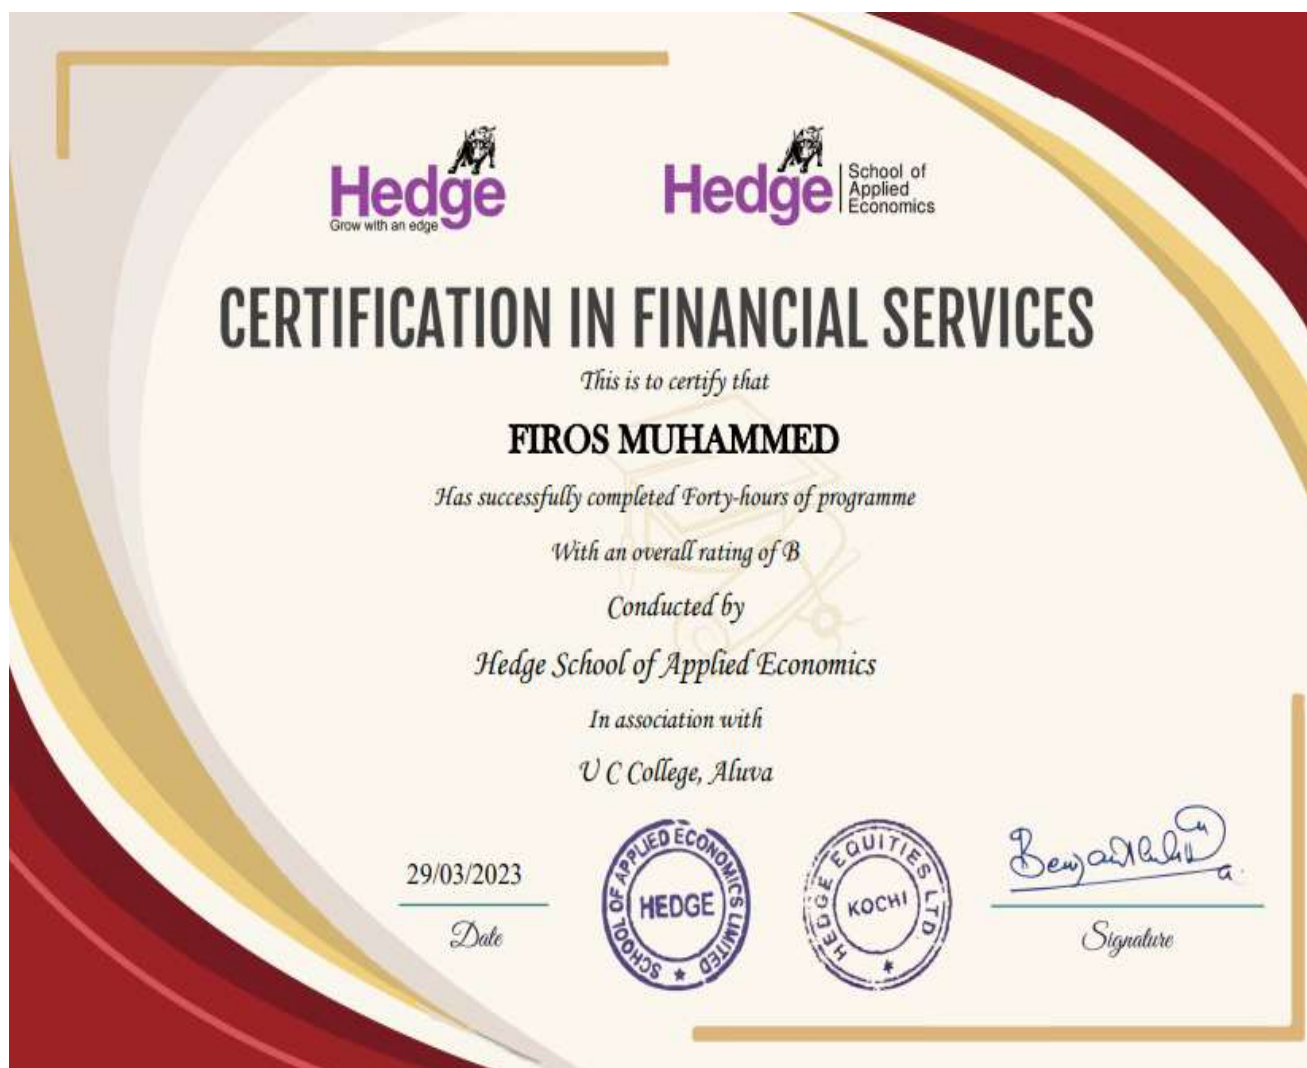 Hedge
Grow with an edge
Hedge
School of
Applied
Economics
CERTIFICATION IN FINANCIAL SERVICES
This is to certify that
FIROS MUHAMMED
Has successfully completed Forty-hours of programme
With an overall rating of B
Conducted by
Hedge School of Applied Economics
In association with
U C College, Aluva
29/03/2023
Date
SCHOOL OF APPLIED ECONOMICS LIMITED
HEDGE
HEDGE EQUITIES LTD.
KOCHI
Signature